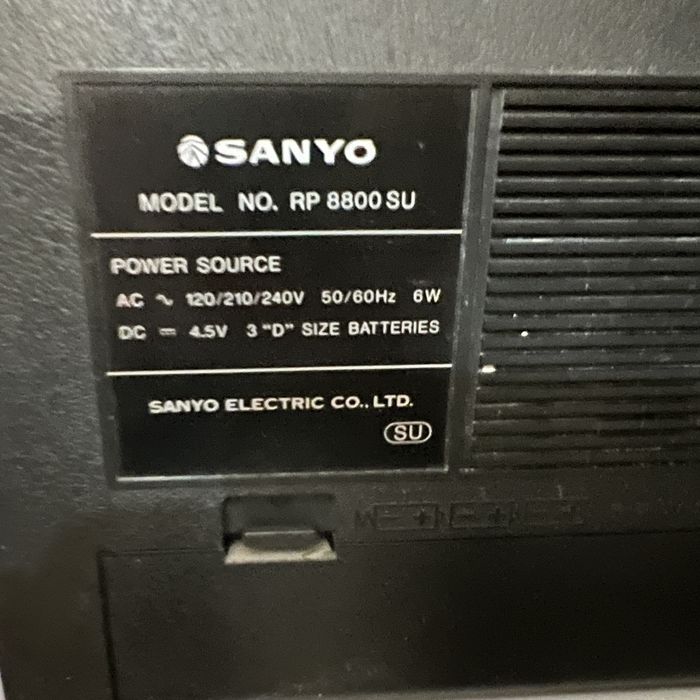 SANYO
MODEL NO. RP 8800 SU
POWER SOURCE
AC ~ 120/210/240V 50/60Hz 6W
DC ⎓ 4.5V 3 "D" SIZE BATTERIES
SANYO ELECTRIC CO., LTD.
SU